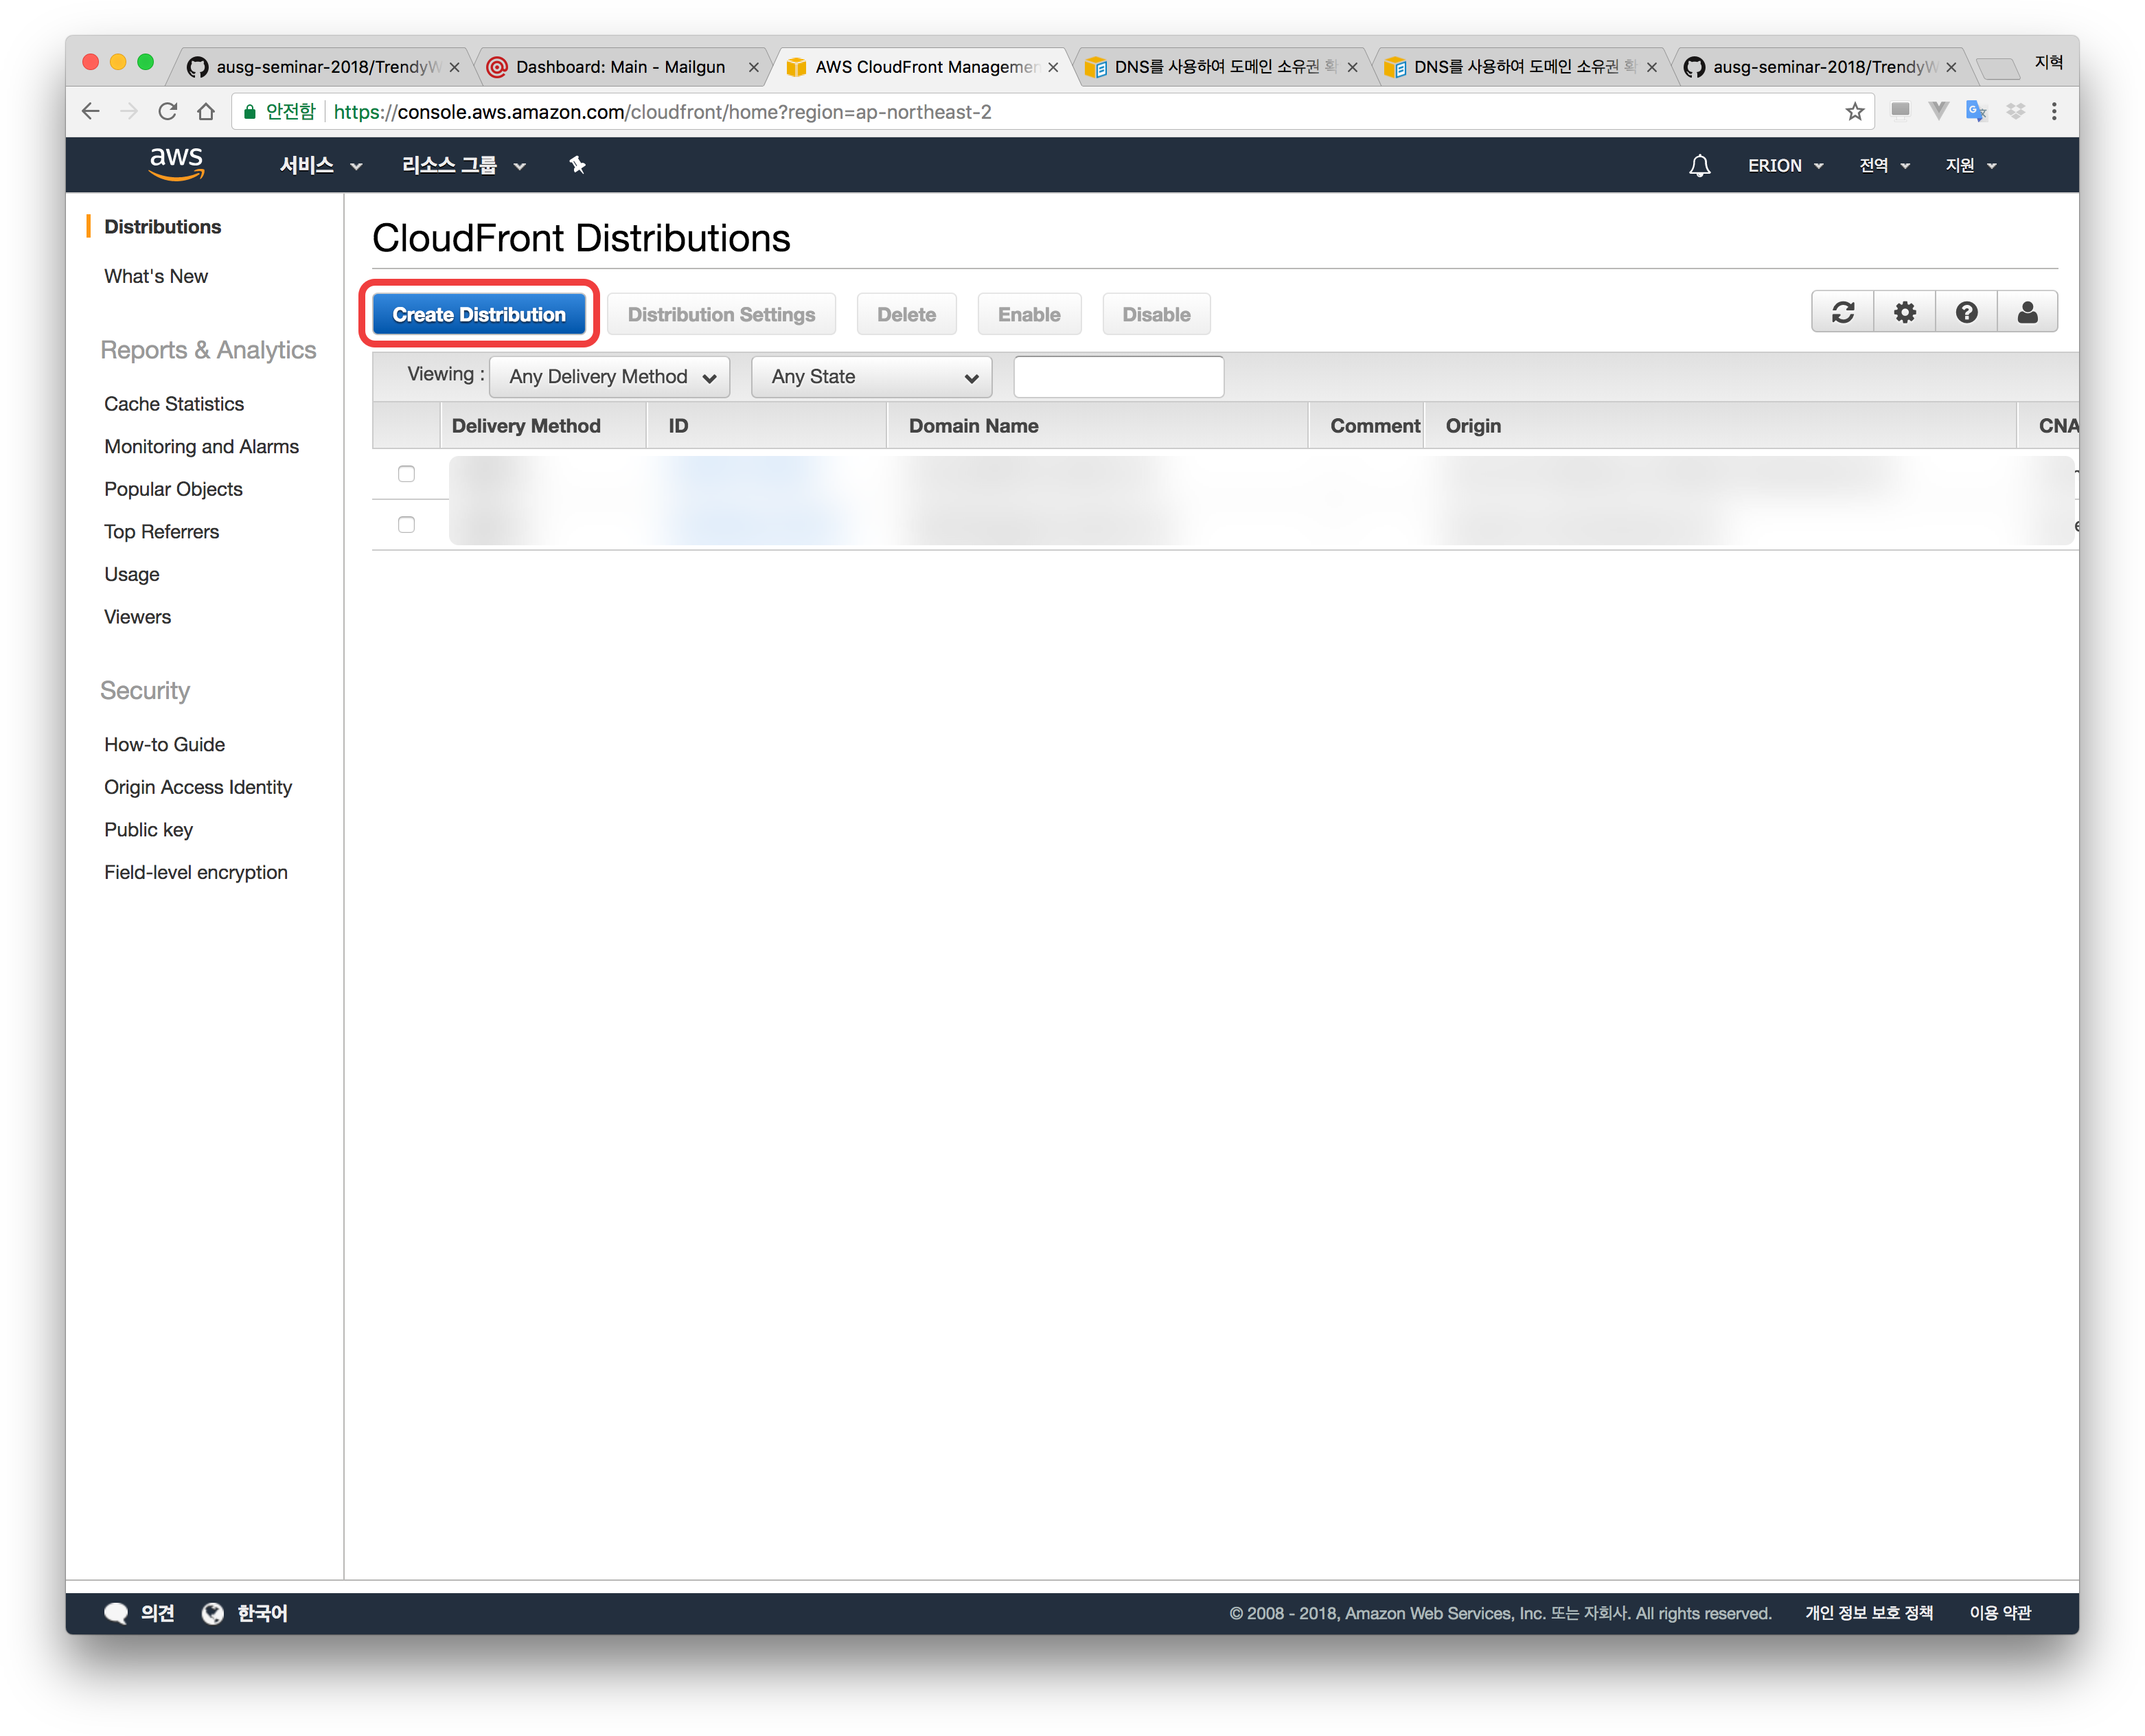 ausg-seminar-2018/TrendyW
Dashboard: Main - Mailgun
AWS CloudFront Managemen
DNS를 사용하여 도메인 소유권 확
DNS를 사용하여 도메인 소유권 확
ausg-seminar-2018/TrendyW
지혁
안전함
https://console.aws.amazon.com/cloudfront/home?region=ap-northeast-2
aws
서비스
리소스 그룹
ERION
전역
지원
Distributions
What's New
Reports & Analytics
Cache Statistics
Monitoring and Alarms
Popular Objects
Top Referrers
Usage
Viewers
Security
How-to Guide
Origin Access Identity
Public key
Field-level encryption
CloudFront Distributions
Create Distribution
Distribution Settings
Delete
Enable
Disable
Viewing :
Any Delivery Method
Any State
Delivery Method
ID
Domain Name
Comment
Origin
CNA
의견
한국어
© 2008 - 2018, Amazon Web Services, Inc. 또는 자회사. All rights reserved.
개인 정보 보호 정책
이용 약관